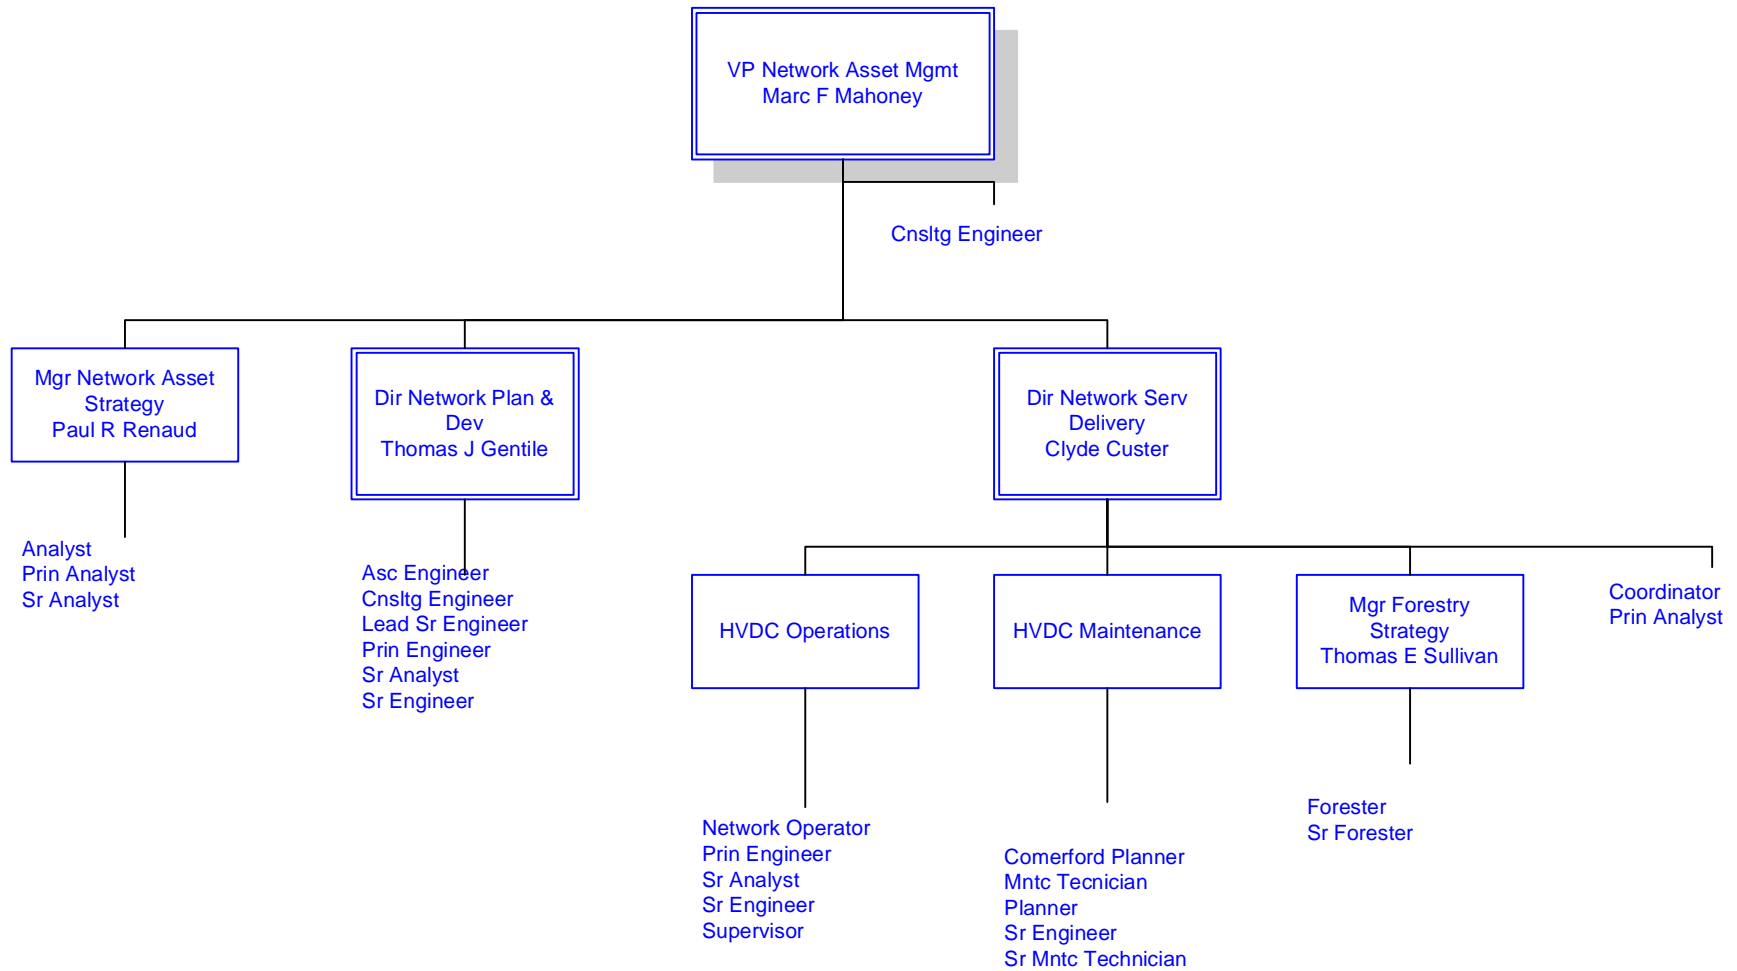 VP Network Asset Mgmt
Marc F Mahoney
Cnsltg Engineer
Mgr Network Asset
Strategy
Paul R Renaud
Dir Network Plan &
Dev
Thomas J Gentile
Dir Network Serv
Delivery
Clyde Custer
Analyst
Prin Analyst
Sr Analyst
Asc Engineer
Cnsltg Engineer
Lead Sr Engineer
Prin Engineer
Sr Analyst
Sr Engineer
HVDC Operations
HVDC Maintenance
Mgr Forestry
Strategy
Thomas E Sullivan
Coordinator
Prin Analyst
Network Operator
Prin Engineer
Sr Analyst
Sr Engineer
Supervisor
Comerford Planner
Mntc Tecnician
Planner
Sr Engineer
Sr Mntc Technician
Forester
Sr Forester